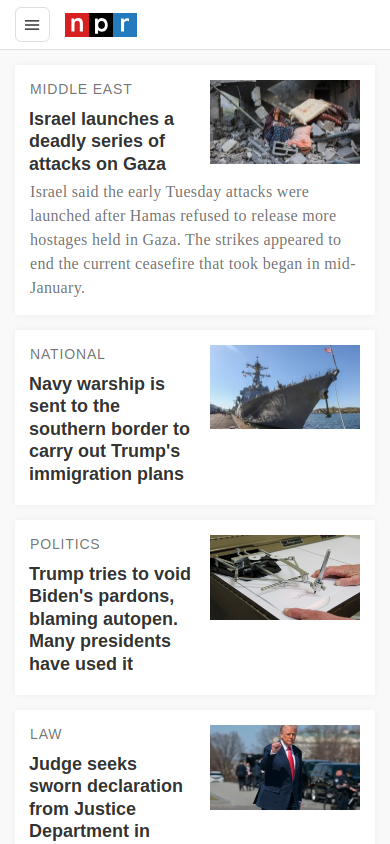 npr
MIDDLE EAST
Israel launches a
deadly series of
attacks on Gaza
Israel said the early Tuesday attacks were
launched after Hamas refused to release more
hostages held in Gaza. The strikes appeared to
end the current ceasefire that took began in mid-
January.
NATIONAL
Navy warship is
sent to the
southern border to
carry out Trump's
immigration plans
POLITICS
Trump tries to void
Biden's pardons,
blaming autopen.
Many presidents
have used it
LAW
Judge seeks
sworn declaration
from Justice
Department in